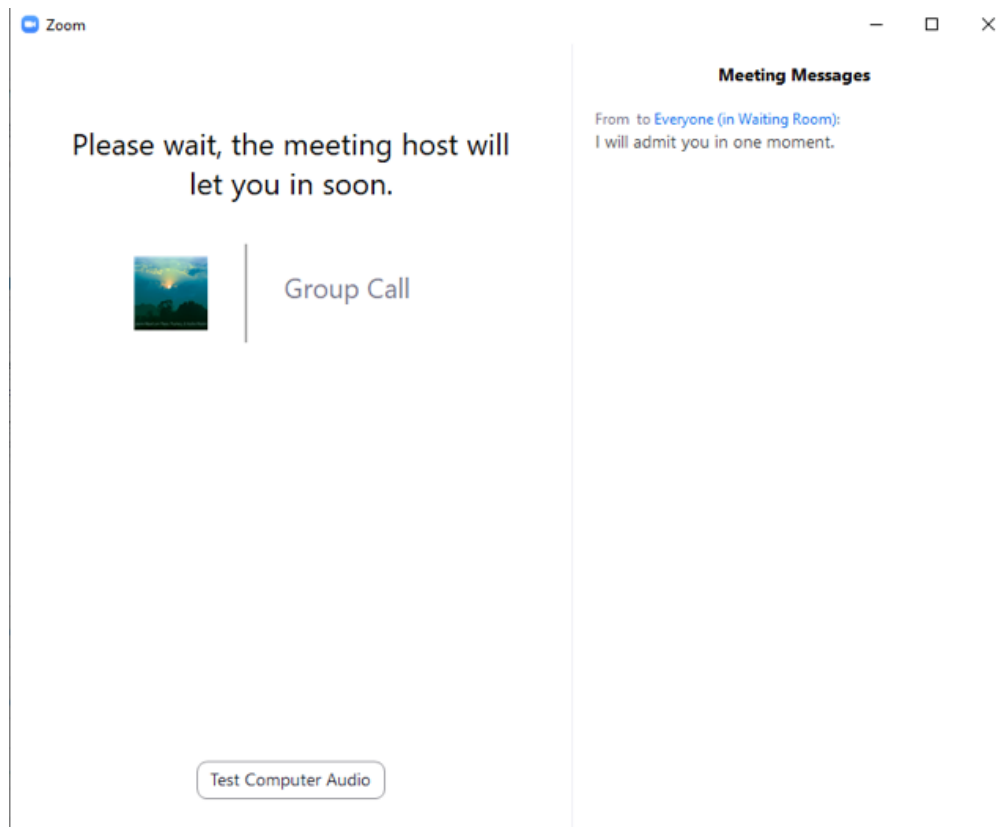 Zoom
Please wait, the meeting host will
let you in soon.
Group Call
Test Computer Audio
Meeting Messages
From to Everyone (in Waiting Room):
I will admit you in one moment.